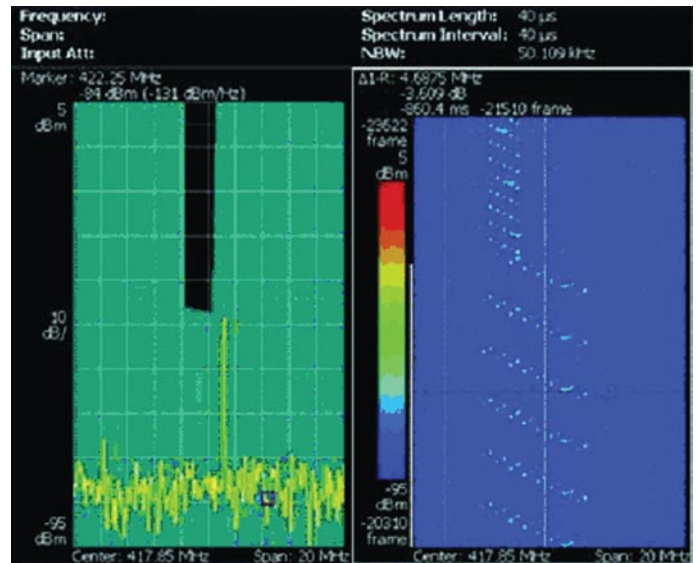 Frequency:
Span:
Input Att:
Spectrum Length: 40 µs
Spectrum Interval: 40 µs
NBW: 50.109 kHz
Marker: 422.25 MHz
-84 dBm (-131 dBm/Hz)
5
dBm
10
dB/
-95
dBm
Center: 417.85 MHz Span: 20 MHz
Δ1-R: 4.6875 MHz
-3.609 dB
-860.4 ms -21510 frame
-23622
frame
5
dBm
-95
dBm
-20310
frame
Center: 417.85 MHz Span: 20 MHz